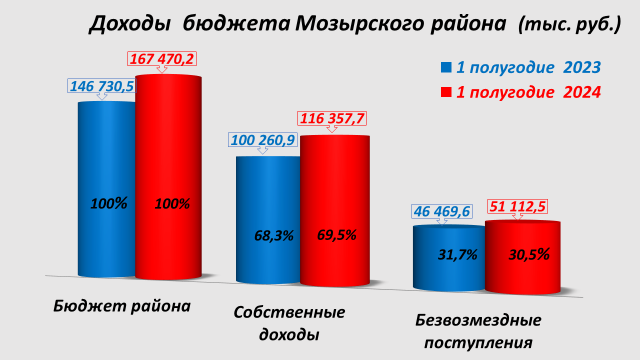 Доходы бюджета Мозырского района (тыс. руб.)
1 полугодие 2023
1 полугодие 2024
146 730,5
167 470,2
100%
100%
Бюджет района
100 260,9
116 357,7
68,3%
69,5%
Собственные
доходы
46 469,6
51 112,5
31,7%
30,5%
Безвозмездные
поступления